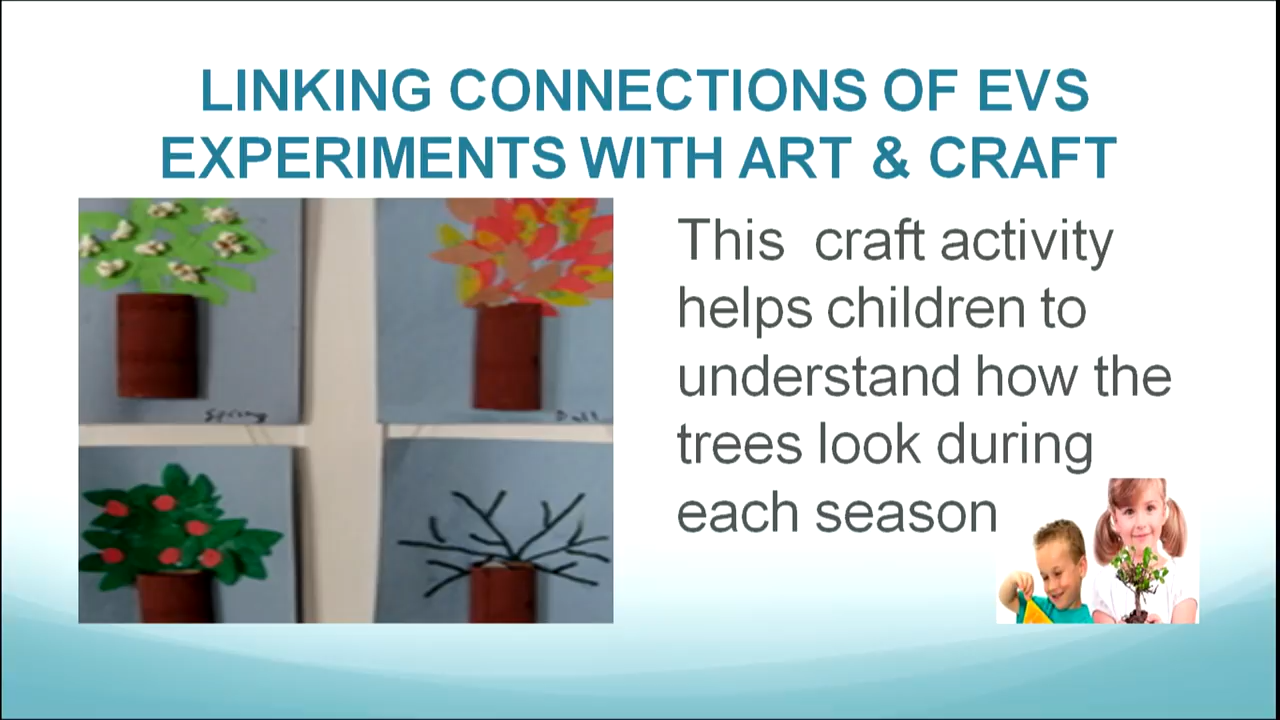 LINKING CONNECTIONS OF EVS
EXPERIMENTS WITH ART & CRAFT
This craft activity
helps children to
understand how the
trees look during
each season
Spring